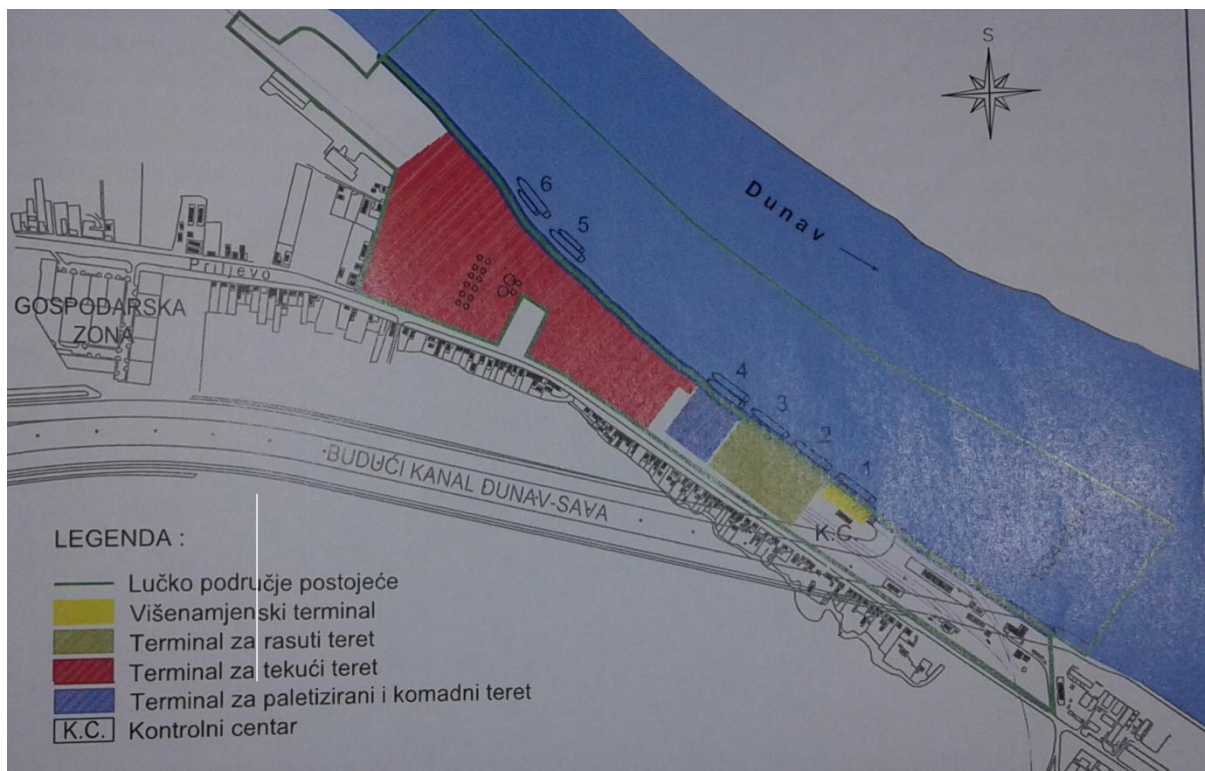 S
6
5
Dunav
Priljevo
GOSPODARSKA
ZONA
4
3
2
1
BUDUĆI KANAL DUNAV-SAVA
K.C.
LEGENDA :
Lučko područje postojeće
Višenamjenski terminal
Terminal za rasuti teret
Terminal za tekući teret
Terminal za paletizirani i komadni teret
K.C. Kontrolni centar